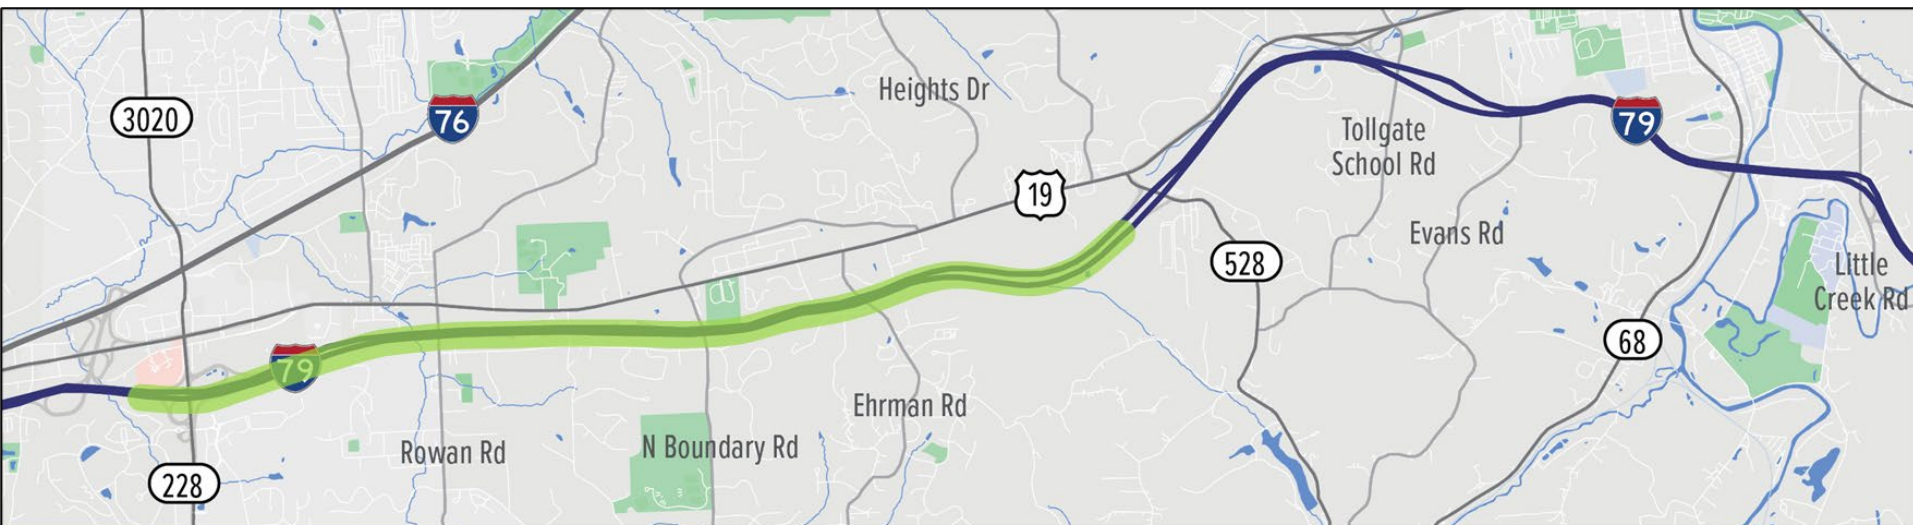 Heights Dr
3020
76
79
Tollgate
School Rd
19
Evans Rd
528
Little
Creek Rd
68
79
Ehrman Rd
N Boundary Rd
Rowan Rd
228